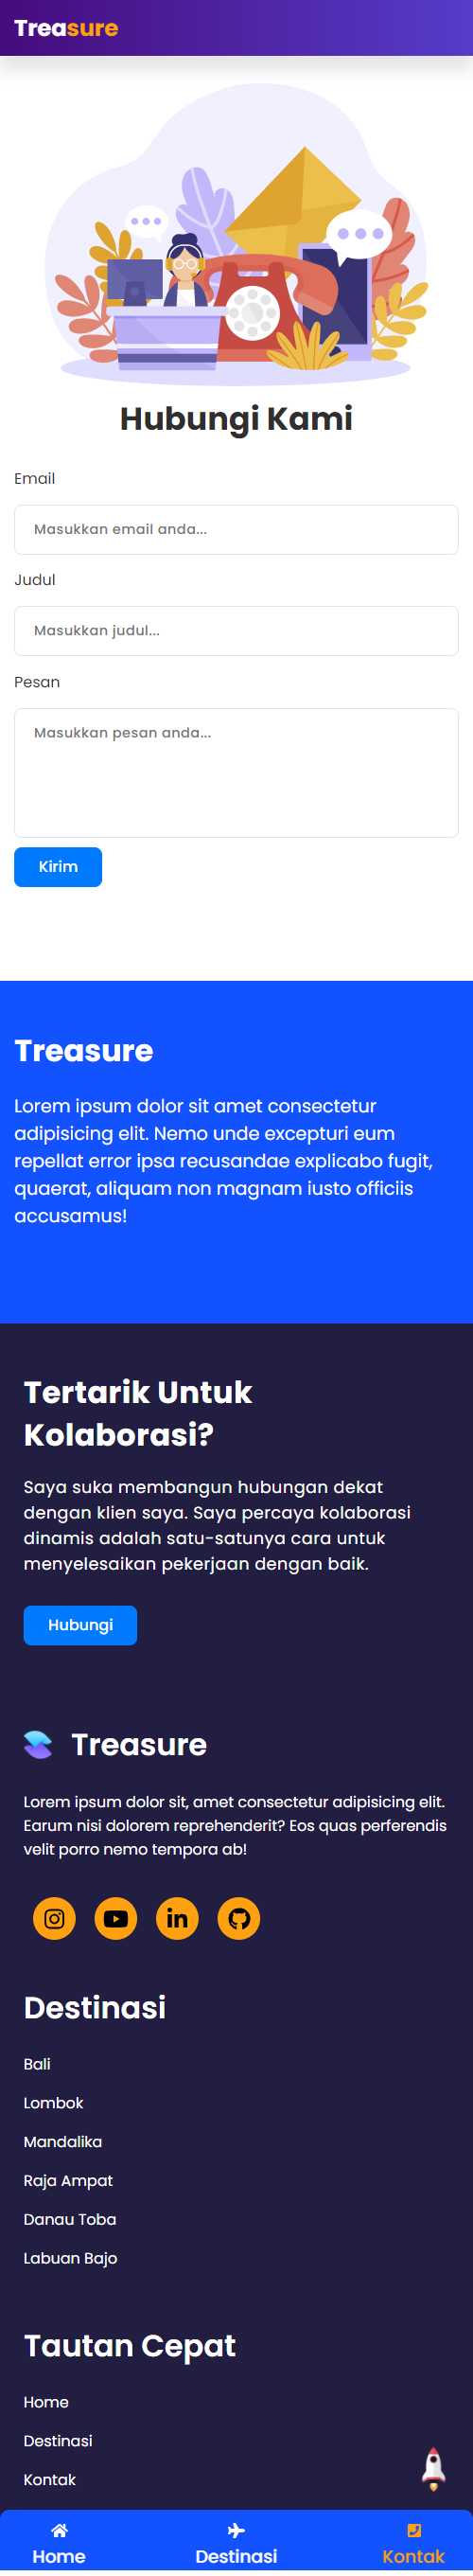 Treasure
Hubungi Kami
Email
Masukkan email anda...
Judul
Masukkan judul...
Pesan
Masukkan pesan anda...
Kirim
Treasure
Lorem ipsum dolor sit amet consectetur
adipisicing elit. Nemo unde excepturi eum
repellat error ipsa recusandae explicabo fugit,
quaerat, aliquam non magnam iusto officiis
accusamus!
Tertarik Untuk
Kolaborasi?
Saya suka membangun hubungan dekat
dengan klien saya. Saya percaya kolaborasi
dinamis adalah satu-satunya cara untuk
menyelesaikan pekerjaan dengan baik.
Hubungi
Treasure
Lorem ipsum dolor sit, amet consectetur adipisicing elit.
Earum nisi dolorem reprehenderit? Eos quas perferendis
velit porro nemo tempora ab!
Destinasi
Bali
Lombok
Mandalika
Raja Ampat
Danau Toba
Labuan Bajo
Tautan Cepat
Home
Destinasi
Kontak
Home Destinasi Kontak